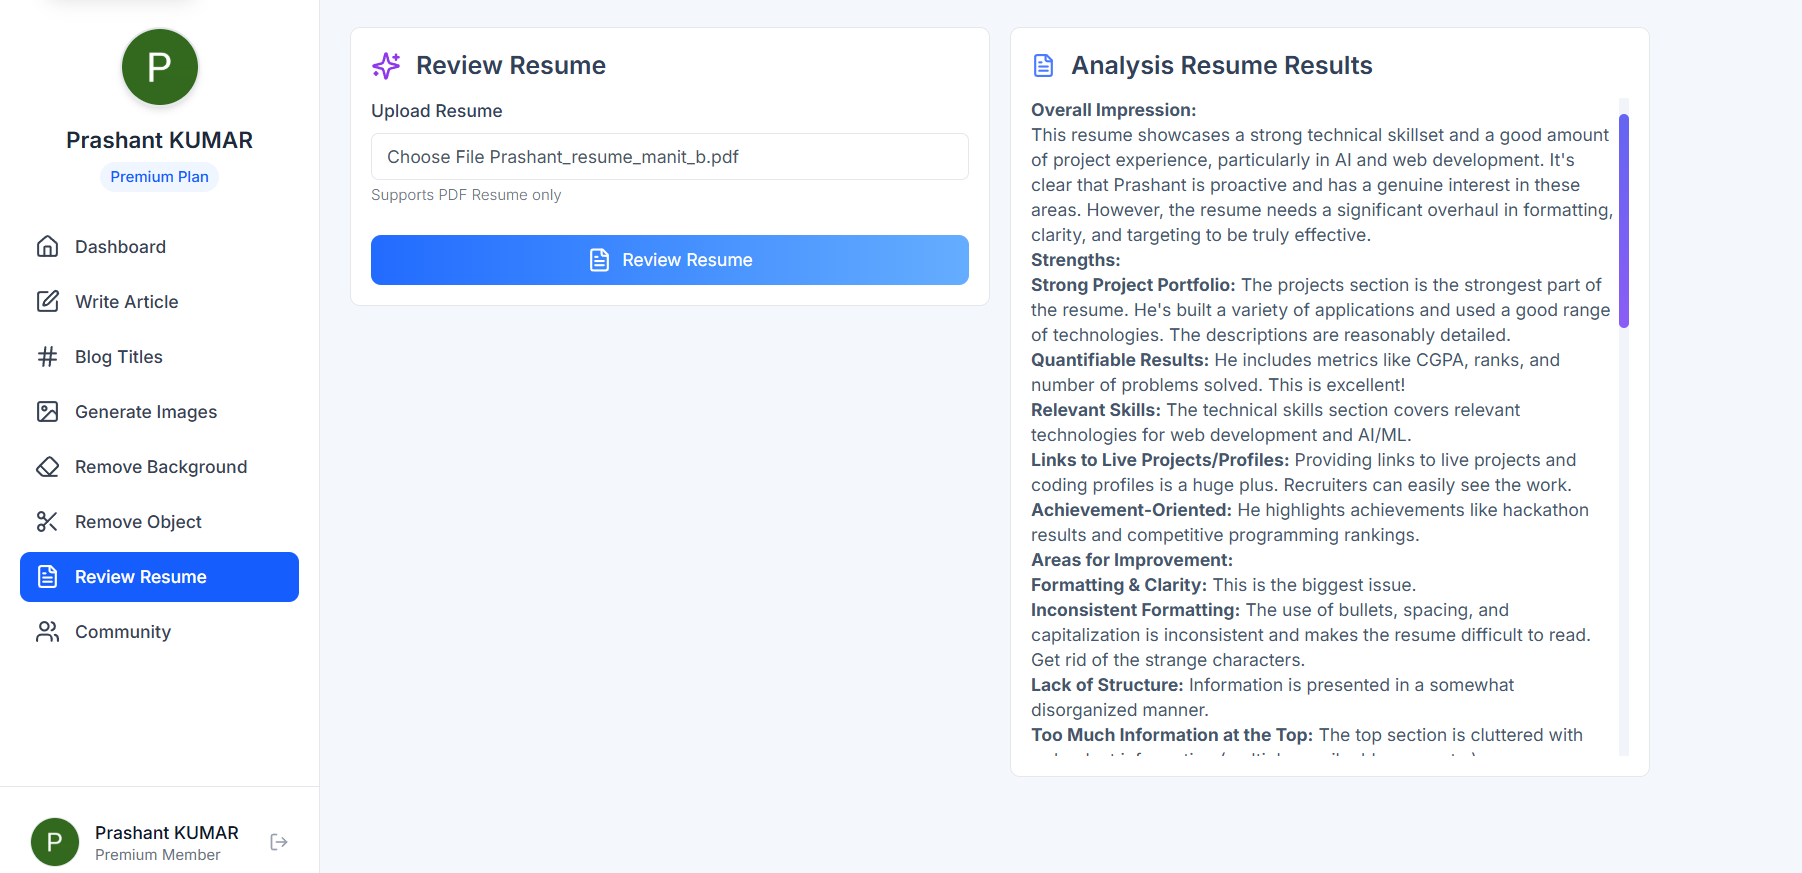 P
Prashant KUMAR
Premium Plan
Dashboard
Write Article
Blog Titles
Generate Images
Remove Background
Remove Object
Review Resume
Community
P
Prashant KUMAR
Premium Member
Review Resume
Upload Resume
Choose File Prashant_resume_manit_b.pdf
Supports PDF Resume only
Review Resume
Analysis Resume Results
Overall Impression:
This resume showcases a strong technical skillset and a good amount
of project experience, particularly in AI and web development. It's
clear that Prashant is proactive and has a genuine interest in these
areas. However, the resume needs a significant overhaul in formatting,
clarity, and targeting to be truly effective.
Strengths:
Strong Project Portfolio: The projects section is the strongest part of
the resume. He's built a variety of applications and used a good range
of technologies. The descriptions are reasonably detailed.
Quantifiable Results: He includes metrics like CGPA, ranks, and
number of problems solved. This is excellent!
Relevant Skills: The technical skills section covers relevant
technologies for web development and AI/ML.
Links to Live Projects/Profiles: Providing links to live projects and
coding profiles is a huge plus. Recruiters can easily see the work.
Achievement-Oriented: He highlights achievements like hackathon
results and competitive programming rankings.
Areas for Improvement:
Formatting & Clarity: This is the biggest issue.
Inconsistent Formatting: The use of bullets, spacing, and
capitalization is inconsistent and makes the resume difficult to read.
Get rid of the strange characters.
Lack of Structure: Information is presented in a somewhat
disorganized manner.
Too Much Information at the Top: The top section is cluttered with